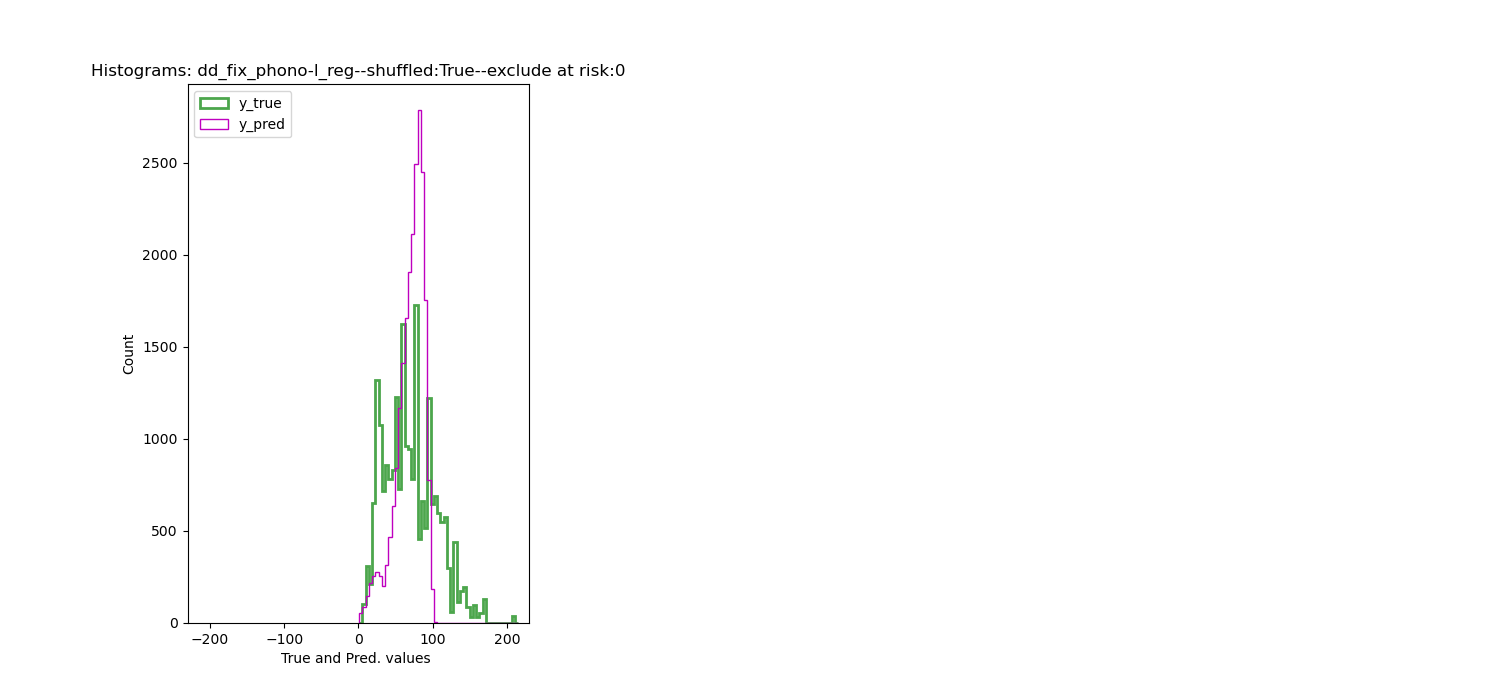 Histograms: dd_fix_phono-l_reg--shuffled:True--exclude at risk:0
y_true
y_pred
2500
2000
1500
1000
500
0
Count
−200
−100
0
100
200
True and Pred. values